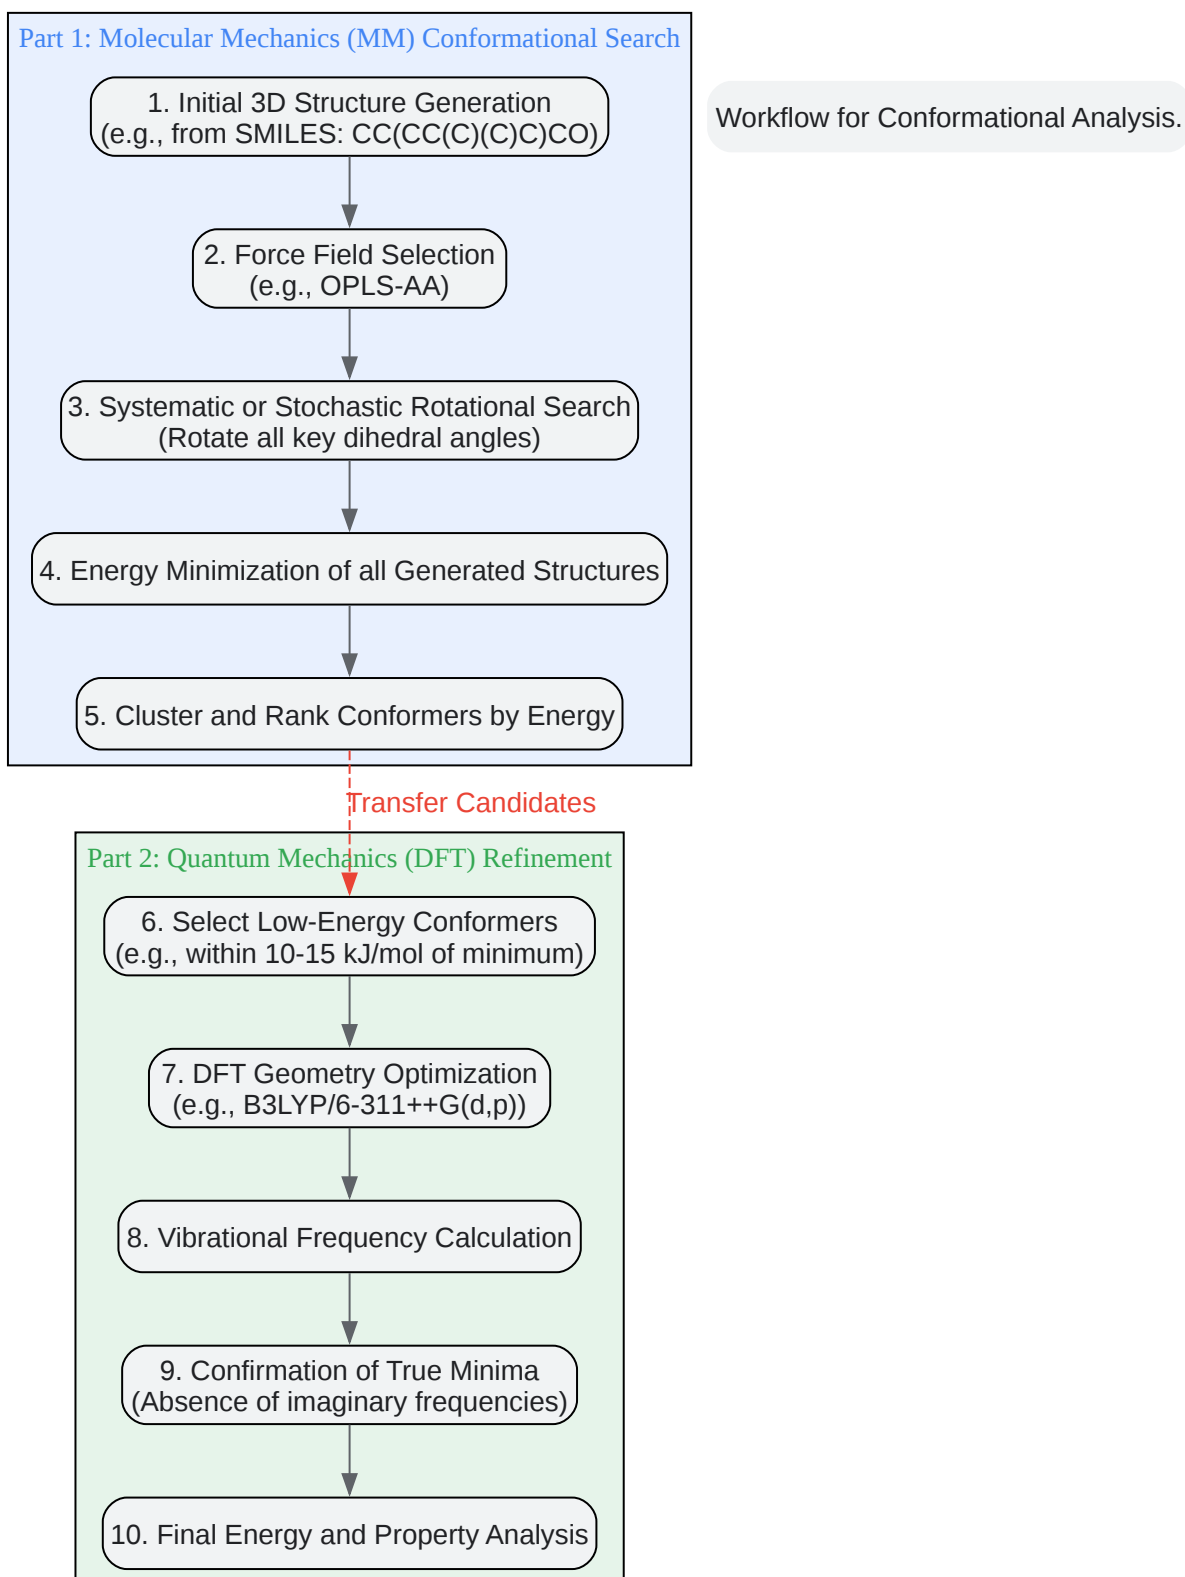 Part 1: Molecular Mechanics (MM) Conformational Search
1. Initial 3D Structure Generation
(e.g., from SMILES: CC(CC(C)(C)C)CO)
Workflow for Conformational Analysis.
2. Force Field Selection
(e.g., OPLS-AA)
3. Systematic or Stochastic Rotational Search
(Rotate all key dihedral angles)
4. Energy Minimization of all Generated Structures
5. Cluster and Rank Conformers by Energy
Transfer Candidates
Part 2: Quantum Mechanics (DFT) Refinement
6. Select Low-Energy Conformers
(e.g., within 10-15 kJ/mol of minimum)
7. DFT Geometry Optimization
(e.g., B3LYP/6-311++G(d,p))
8. Vibrational Frequency Calculation
9. Confirmation of True Minima
(Absence of imaginary frequencies)
10. Final Energy and Property Analysis